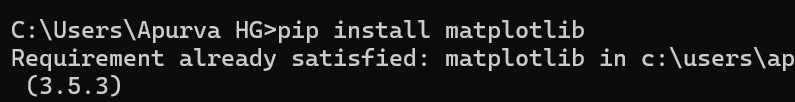 C:\Users\Apurva HG>pip install matplotlib
Requirement already satisfied: matplotlib in c:\users\ap
(3.5.3)